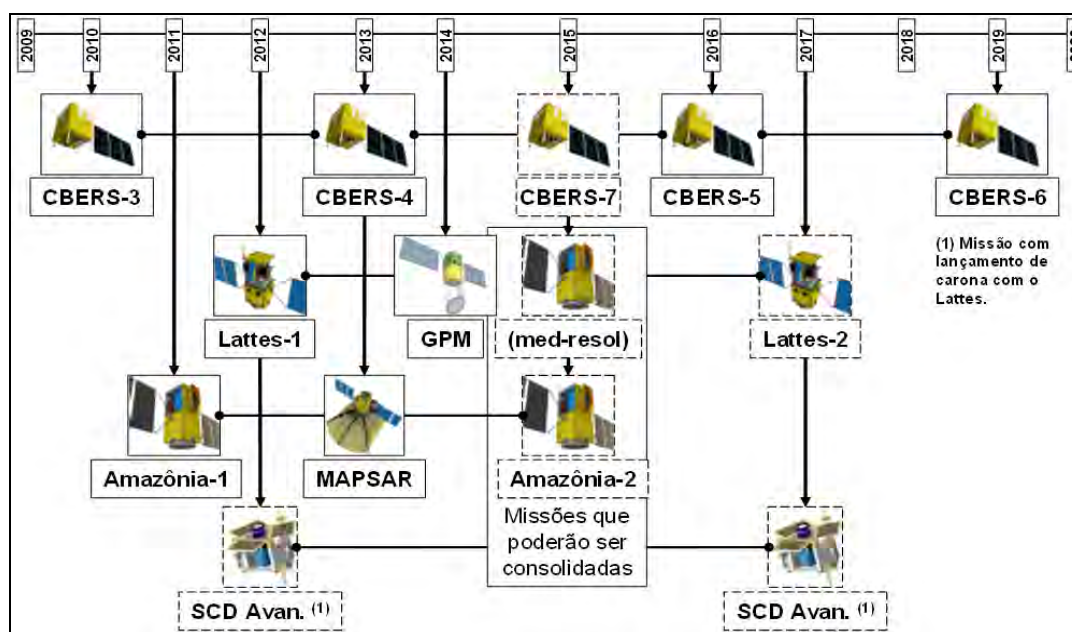 2009
2010
2011
2012
2013
2014
2015
2016
2017
2018
2019
CBERS-3
CBERS-4
CBERS-7
CBERS-5
CBERS-6
(1) Missão com
lançamento de
carona com o
Lattes.
Lattes-1
GPM
(med-resol)
Lattes-2
Amazônia-1
MAPSAR
Amazônia-2
Missões que
poderão ser
consolidadas
SCD Avan. (1)
SCD Avan. (1)